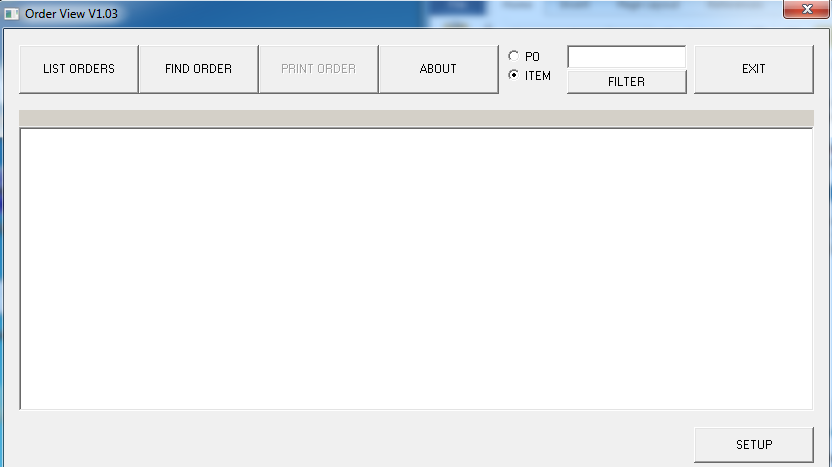 Order View V1.03
LIST ORDERS
FIND ORDER
PRINT ORDER
ABOUT
PO
ITEM
FILTER
EXIT
SETUP